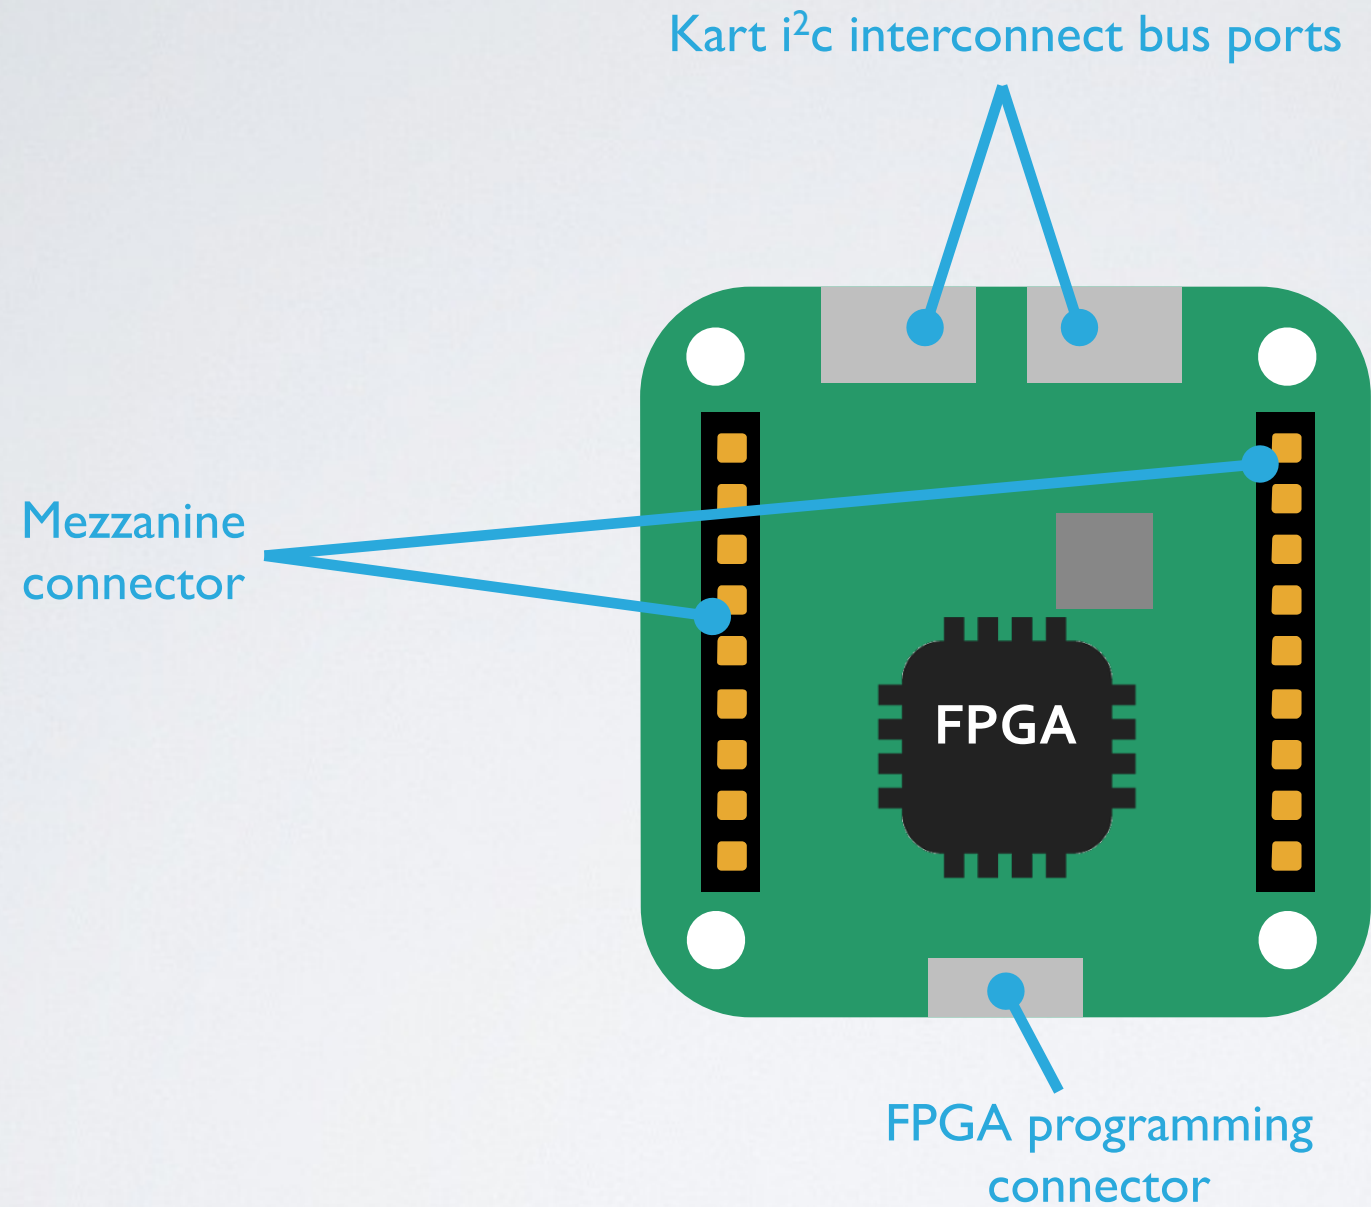 Kart i²c interconnect bus ports
Mezzanine
connector
FPGA
FPGA programming
connector